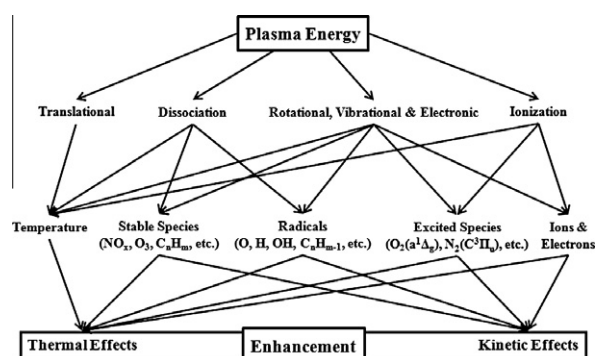 Plasma Energy
Translational Dissociation Rotational, Vibrational & Electronic Ionization
Temperature Stable Species Radicals Excited Species Ions &
(NOx, O3, CnHm, etc.) (O, H, OH, CnHm-1, etc.) (O2(a¹Δg), N2(C³Πu), etc.) Electrons
Thermal Effects Enhancement Kinetic Effects